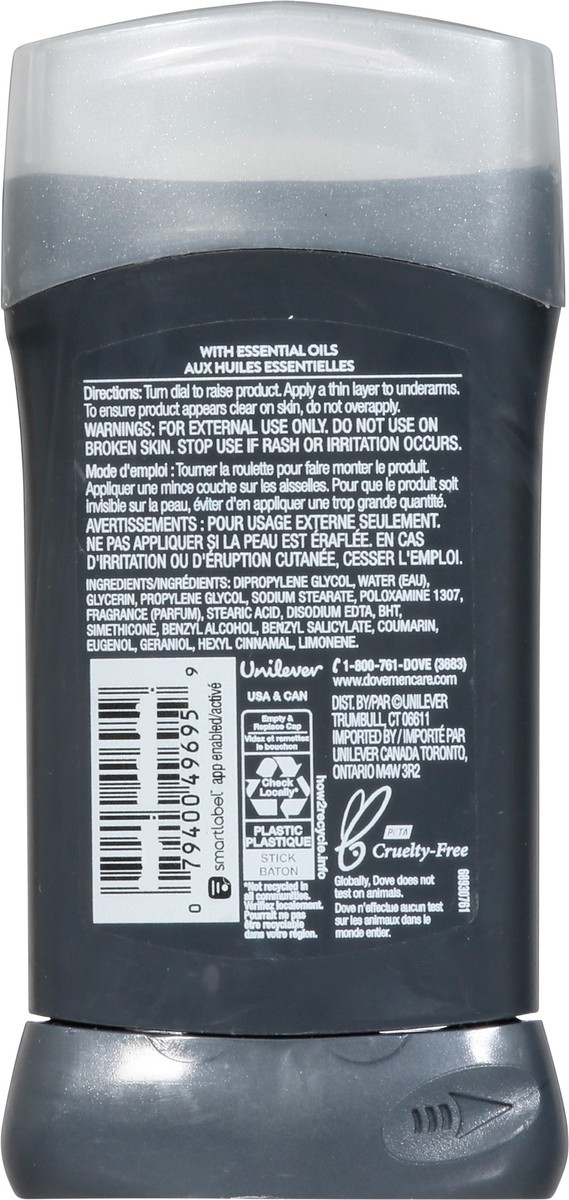 WITH ESSENTIAL OILS
AUX HUILES ESSENTIELLES
Directions: Turn dial to raise product. Apply a thin layer to underarms.
To ensure product appears clear on skin, do not overapply.
WARNINGS: FOR EXTERNAL USE ONLY. DO NOT USE ON
BROKEN SKIN. STOP USE IF RASH OR IRRITATION OCCURS.
Mode d'emploi : Tourner la roulette pour faire monter le produit.
Appliquer une mince couche sur les aisselles. Pour que le produit soit
invisible sur la peau, éviter d'en appliquer une trop grande quantité.
AVERTISSEMENTS : POUR USAGE EXTERNE SEULEMENT.
NE PAS APPLIQUER SI LA PEAU EST ÉRAFLÉE. EN CAS
D'IRRITATION OU D'ÉRUPTION CUTANÉE, CESSER L'EMPLOI.
INGREDIENTS/INGRÉDIENTS: DIPROPYLENE GLYCOL, WATER (EAU),
GLYCERIN, PROPYLENE GLYCOL, SODIUM STEARATE, POLOXAMINE 1307,
FRAGRANCE (PARFUM), STEARIC ACID, DISODIUM EDTA, BHT,
SIMETHICONE, BENZYL ALCOHOL, BENZYL SALICYLATE, COUMARIN,
EUGENOL, GERANIOL, HEXYL CINNAMAL, LIMONENE.
0 79400 49695 9
smartlabel app enabled/activé
Unilever
USA & CAN
Empty &
Replace Cap
Videz et remettez
le bouchon
Check
Locally*
PLASTIC
PLASTIQUE
STICK
BATON
*Not recycled in
all communities.
Vérifiez localement.
Pourrait ne pas
être recyclable
dans votre région.
how2recycle.info
1-800-761-DOVE (3683)
www.dovemencare.com
DIST. BY/PAR ©UNILEVER
TRUMBULL, CT 06611
IMPORTED BY / IMPORTÉ PAR
UNILEVER CANADA TORONTO,
ONTARIO M4W 3R2
PETA
Cruelty-Free
Globally, Dove does not
test on animals.
Dove n'effectue aucun test
sur les animaux dans le
monde entier.
60930761